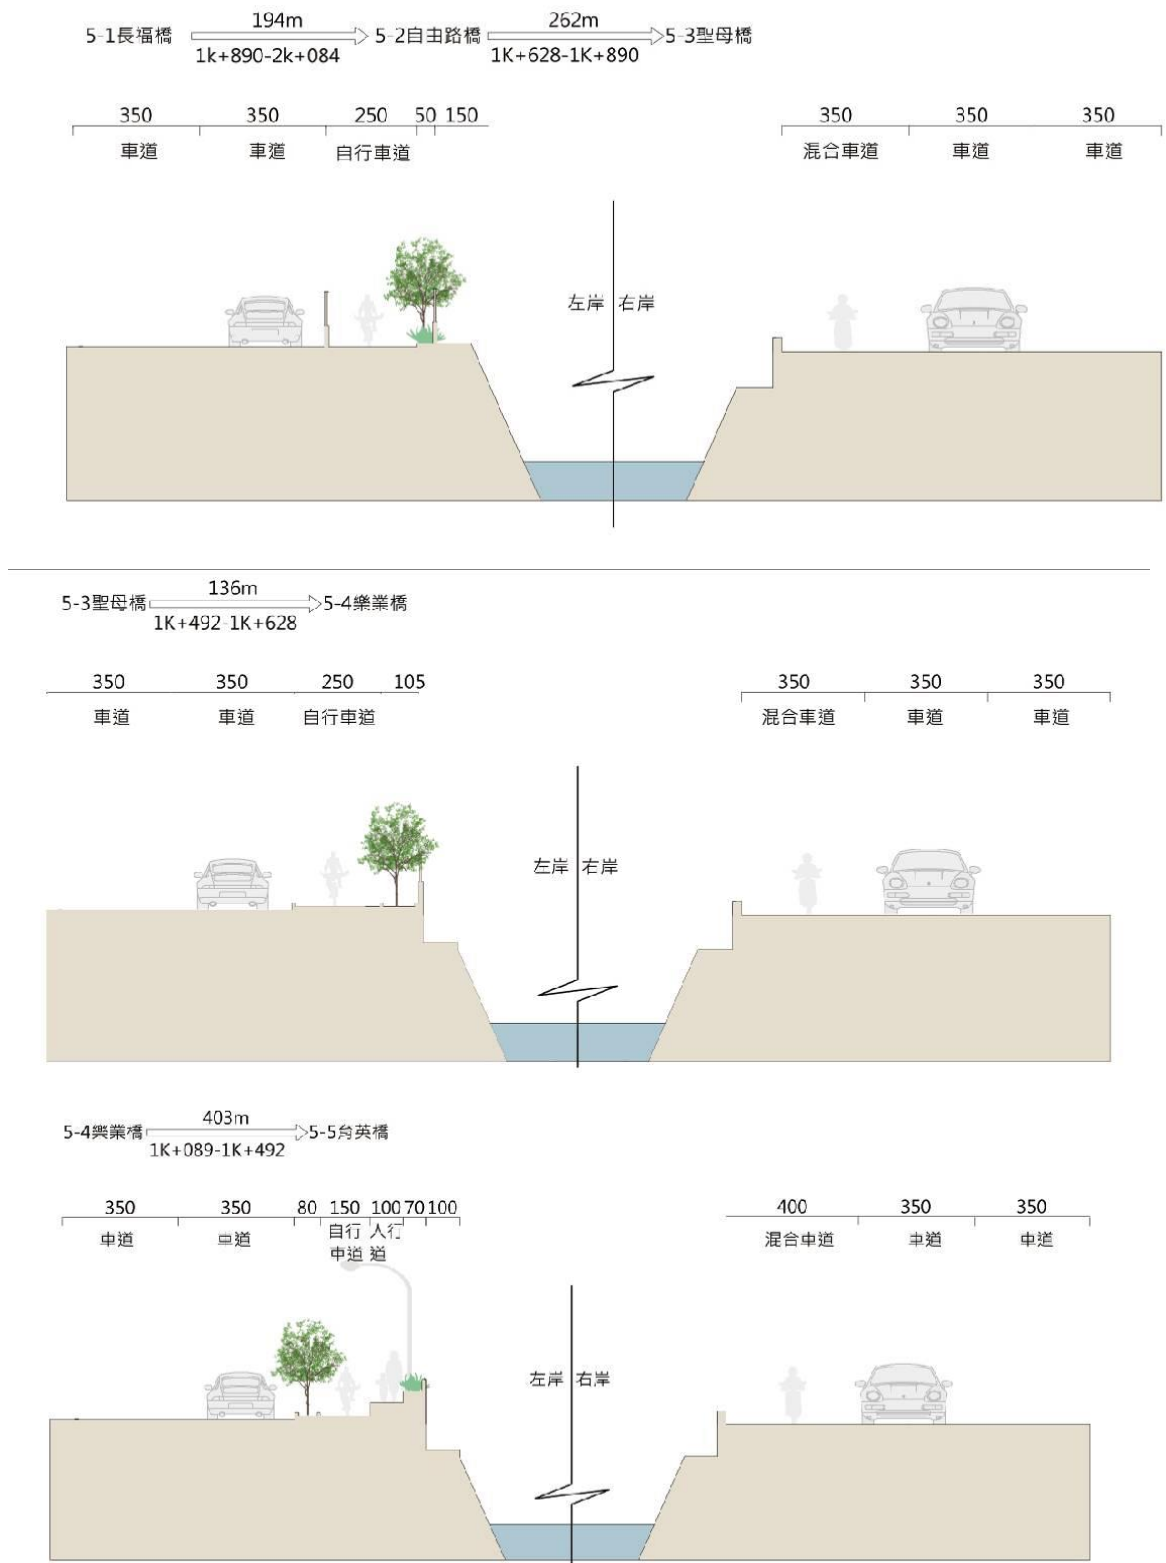 194m 262m
5-1長福橋 5-2自由路橋 5-3聖母橋
1k+890-2k+084 1K+628-1K+890
350 350 250 50 150 350 350 350
車道 車道 自行車道 混合車道 車道 車道
左岸 右岸
136m
5-3聖母橋 5-4樂業橋
1K+492-1K+628
350 350 250 105 350 350 350
車道 車道 自行車道 混合車道 車道 車道
左岸 右岸
403m
5-4樂業橋 5-5育英橋
1K+089-1K+492
350 350 80 150 100 70 100 400 350 350
車道 車道 自行 人行 混合車道 車道 車道
車道 道
左岸 右岸